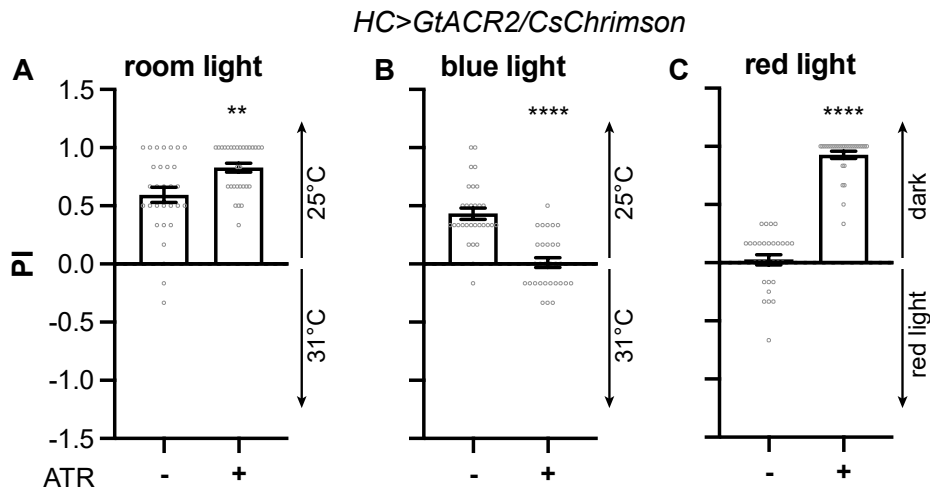 HC>GtACR2/CsChrimson
A room light B blue light C red light
** **** ****
1.5
1.0
0.5
0.0
-0.5
-1.0
-1.5
PI
25°C
31°C
25°C
31°C
dark
red light
ATR - + - + - +